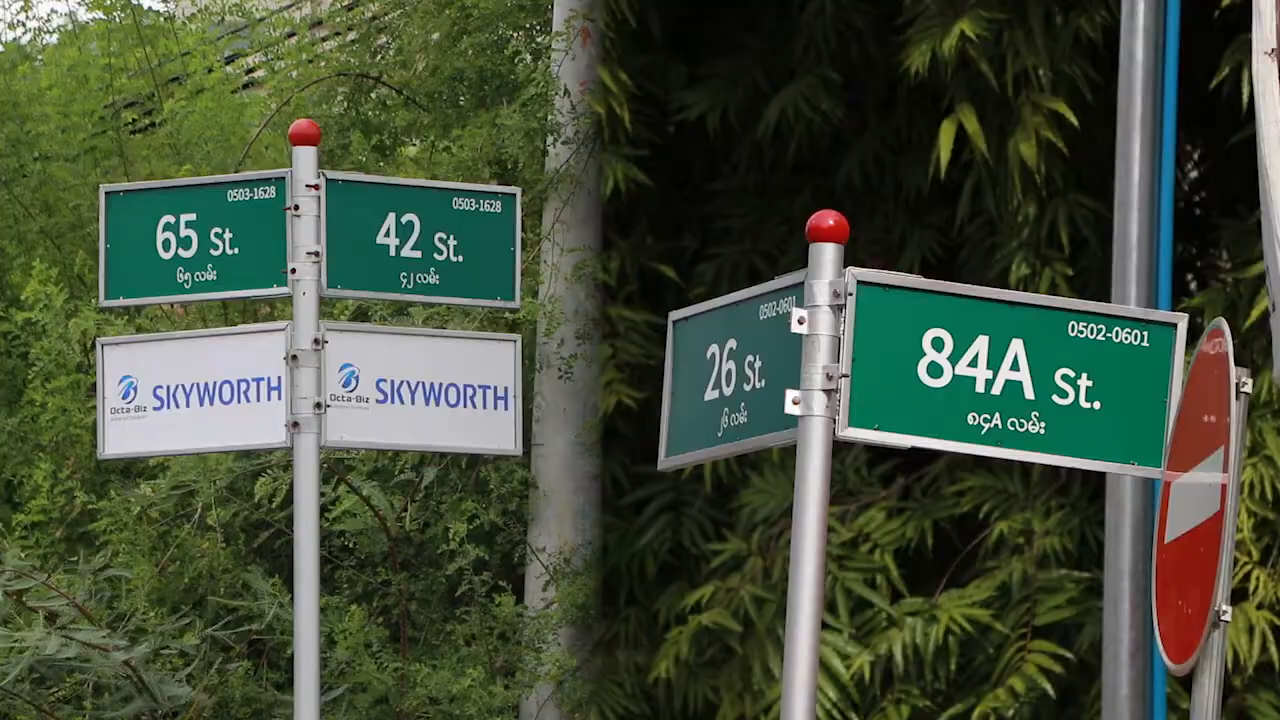 0503-1628
65 St.
၆၅ လမ်း
0503-1628
42 St.
၄၂ လမ်း
Octa-Biz
SKYWORTH
Octa-Biz
SKYWORTH
0502-0601
26 St.
၂၆ လမ်း
0502-0601
84A St.
၈၄A လမ်း